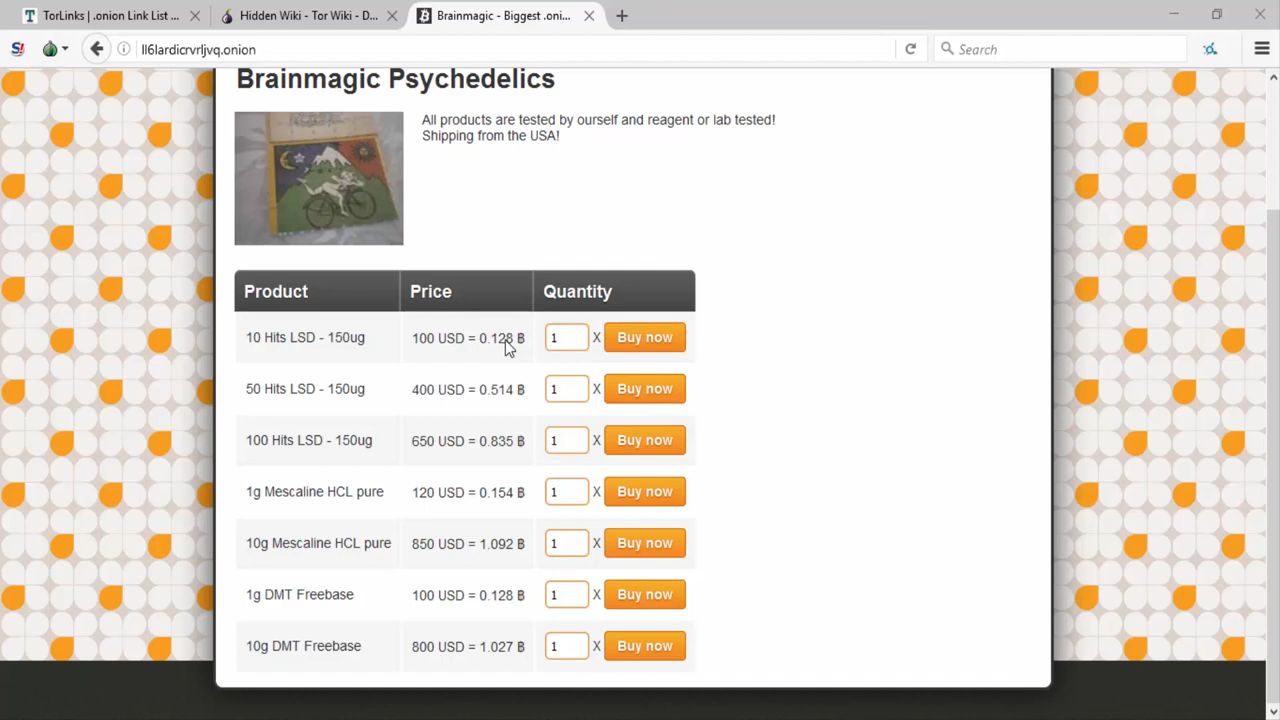 TorLinks | .onion Link List ...
Hidden Wiki - Tor Wiki - D...
Brainmagic - Biggest .oni...
ll6lardicrvrljvq.onion
Search
Brainmagic Psychedelics
All products are tested by ourself and reagent or lab tested!
Shipping from the USA!
Product Price Quantity
10 Hits LSD - 150ug 100 USD = 0.128 ฿ 1 X Buy now
50 Hits LSD - 150ug 400 USD = 0.514 ฿ 1 X Buy now
100 Hits LSD - 150ug 650 USD = 0.835 ฿ 1 X Buy now
1g Mescaline HCL pure 120 USD = 0.154 ฿ 1 X Buy now
10g Mescaline HCL pure 850 USD = 1.092 ฿ 1 X Buy now
1g DMT Freebase 100 USD = 0.128 ฿ 1 X Buy now
10g DMT Freebase 800 USD = 1.027 ฿ 1 X Buy now